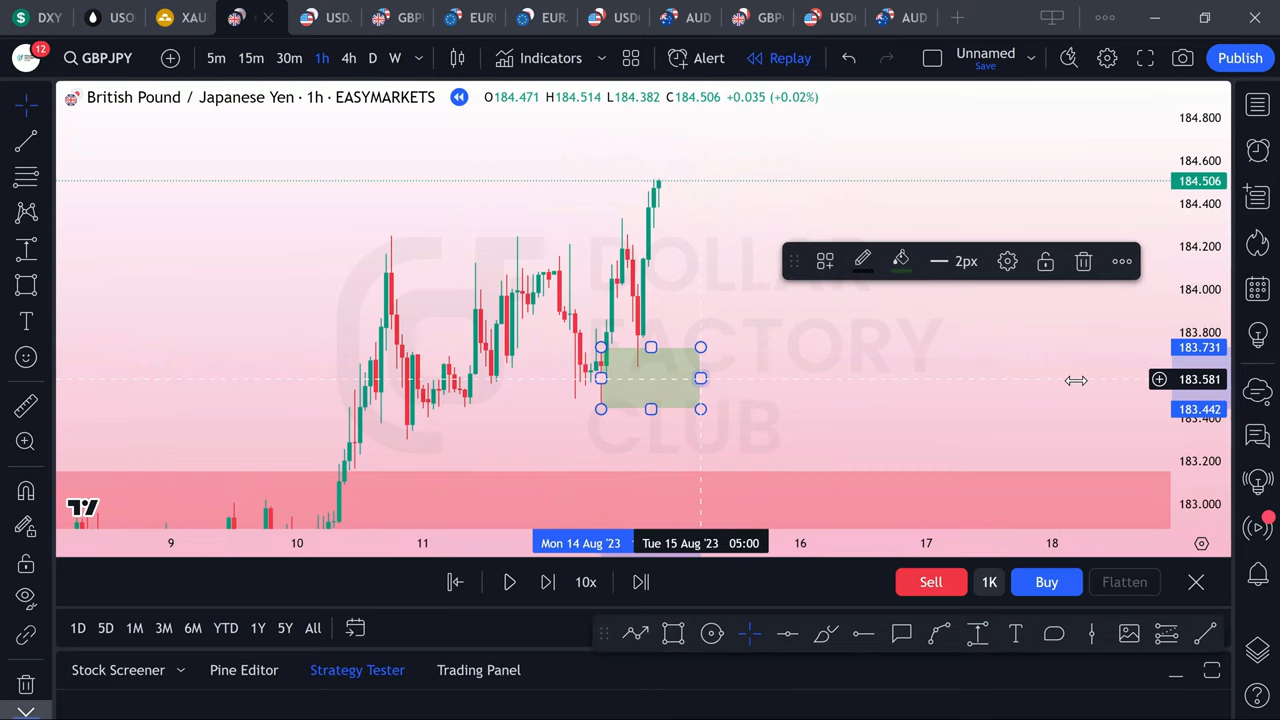 DXY
USO
XAU
USD.
GBP
EUR
EUR.
USD
AUD
GBP
USD
AUD
12
GBPJPY
5m
15m
30m
1h
4h
D
W
Indicators
Alert
Replay
Unnamed
Save
Publish
British Pound / Japanese Yen · 1h · EASYMARKETS
O184.471 H184.514 L184.382 C184.506 +0.035 (+0.02%)
184.800
184.600
184.506
184.400
184.200
184.000
183.800
183.731
183.581
183.442
183.400
183.200
183.000
2px
DOLLAR
FACTORY
CLUB
9
10
11
Mon 14 Aug '23
Tue 15 Aug '23 05:00
16
17
18
10x
Sell
1K
Buy
Flatten
1D
5D
1M
3M
6M
YTD
1Y
5Y
All
Stock Screener
Pine Editor
Strategy Tester
Trading Panel